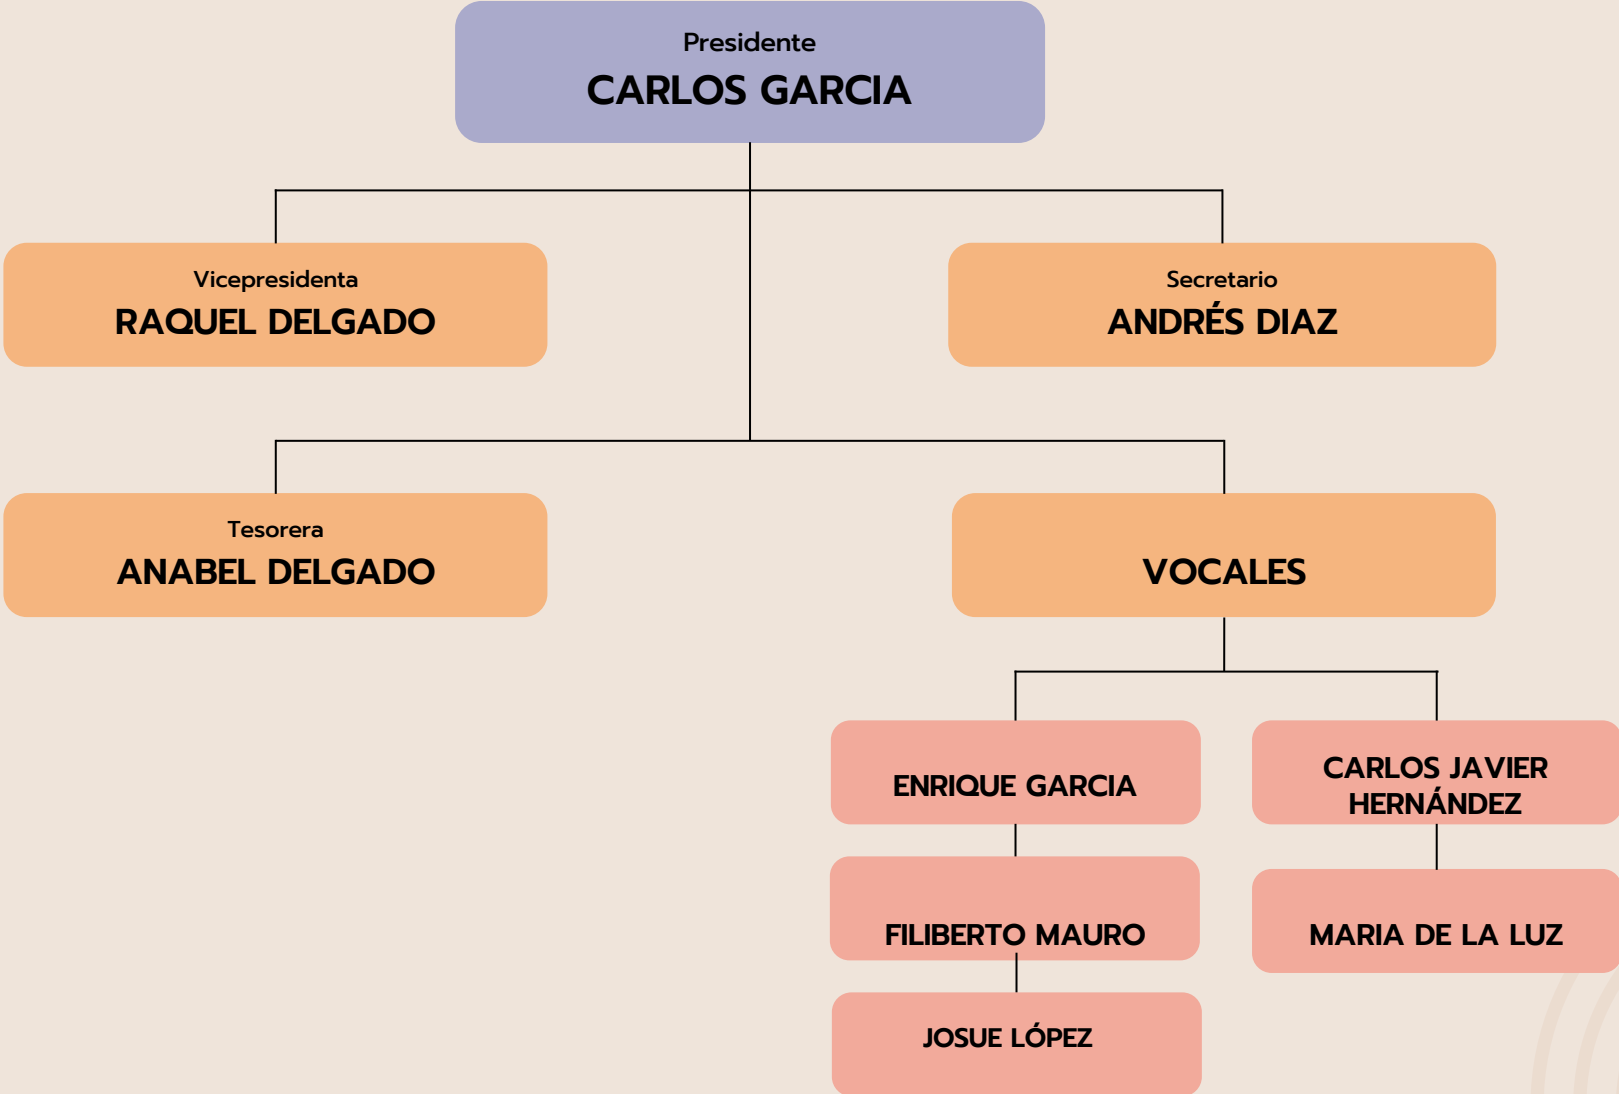 Presidente
CARLOS GARCIA
Vicepresidenta
RAQUEL DELGADO
Secretario
ANDRÉS DIAZ
Tesorera
ANABEL DELGADO
VOCALES
ENRIQUE GARCIA
CARLOS JAVIER
HERNÁNDEZ
FILIBERTO MAURO
MARIA DE LA LUZ
JOSUE LÓPEZ